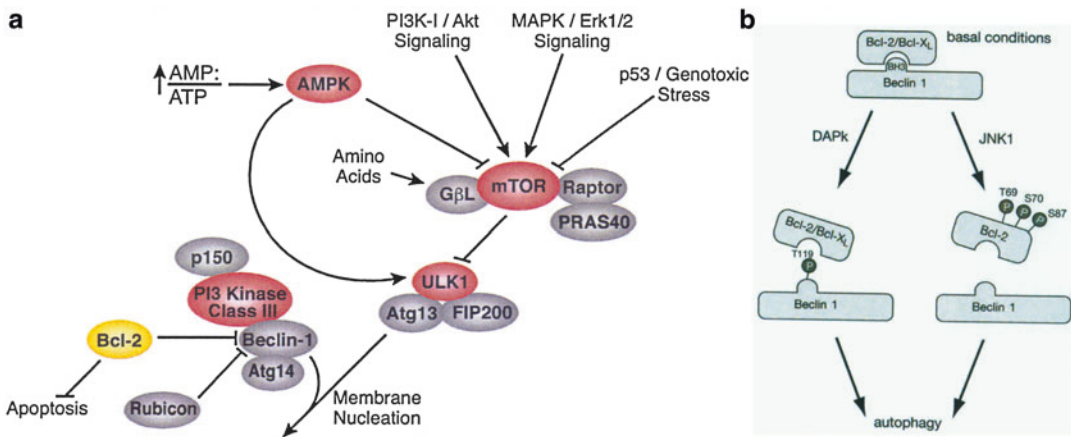 a
PI3K-I / Akt
Signaling
MAPK / Erk1/2
Signaling
p53 / Genotoxic
Stress
AMP:
ATP
AMPK
Amino
Acids
GβL
mTOR
Raptor
PRAS40
p150
PI3 Kinase
Class III
ULK1
Atg13
FIP200
Bcl-2
Beclin-1
Atg14
Apoptosis
Rubicon
Membrane
Nucleation
b
basal conditions
Bcl-2/Bcl-XL
BH3
Beclin 1
DAPk
JNK1
T69
S70
S87
P
P
P
Bcl-2/Bcl-XL
Bcl-2
T119
P
Beclin 1
Beclin 1
autophagy